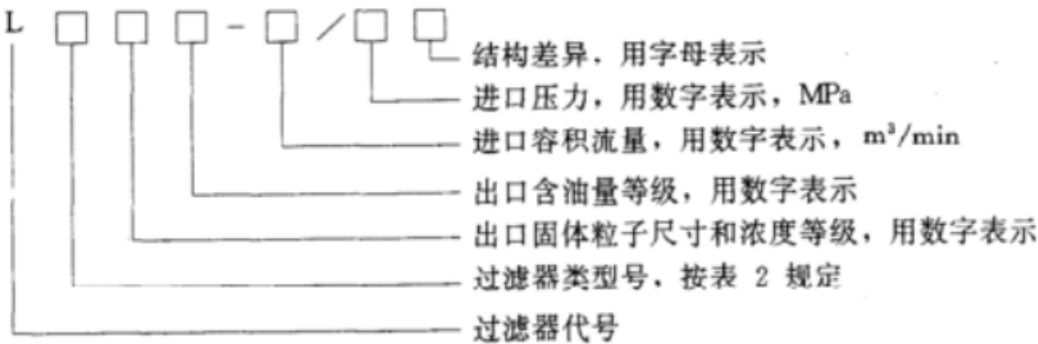 L □ □ □ - □ / □ □
结构差异，用字母表示
进口压力，用数字表示，MPa
进口容积流量，用数字表示，m³/min
出口含油量等级，用数字表示
出口固体粒子尺寸和浓度等级，用数字表示
过滤器类型号，按表 2 规定
过滤器代号